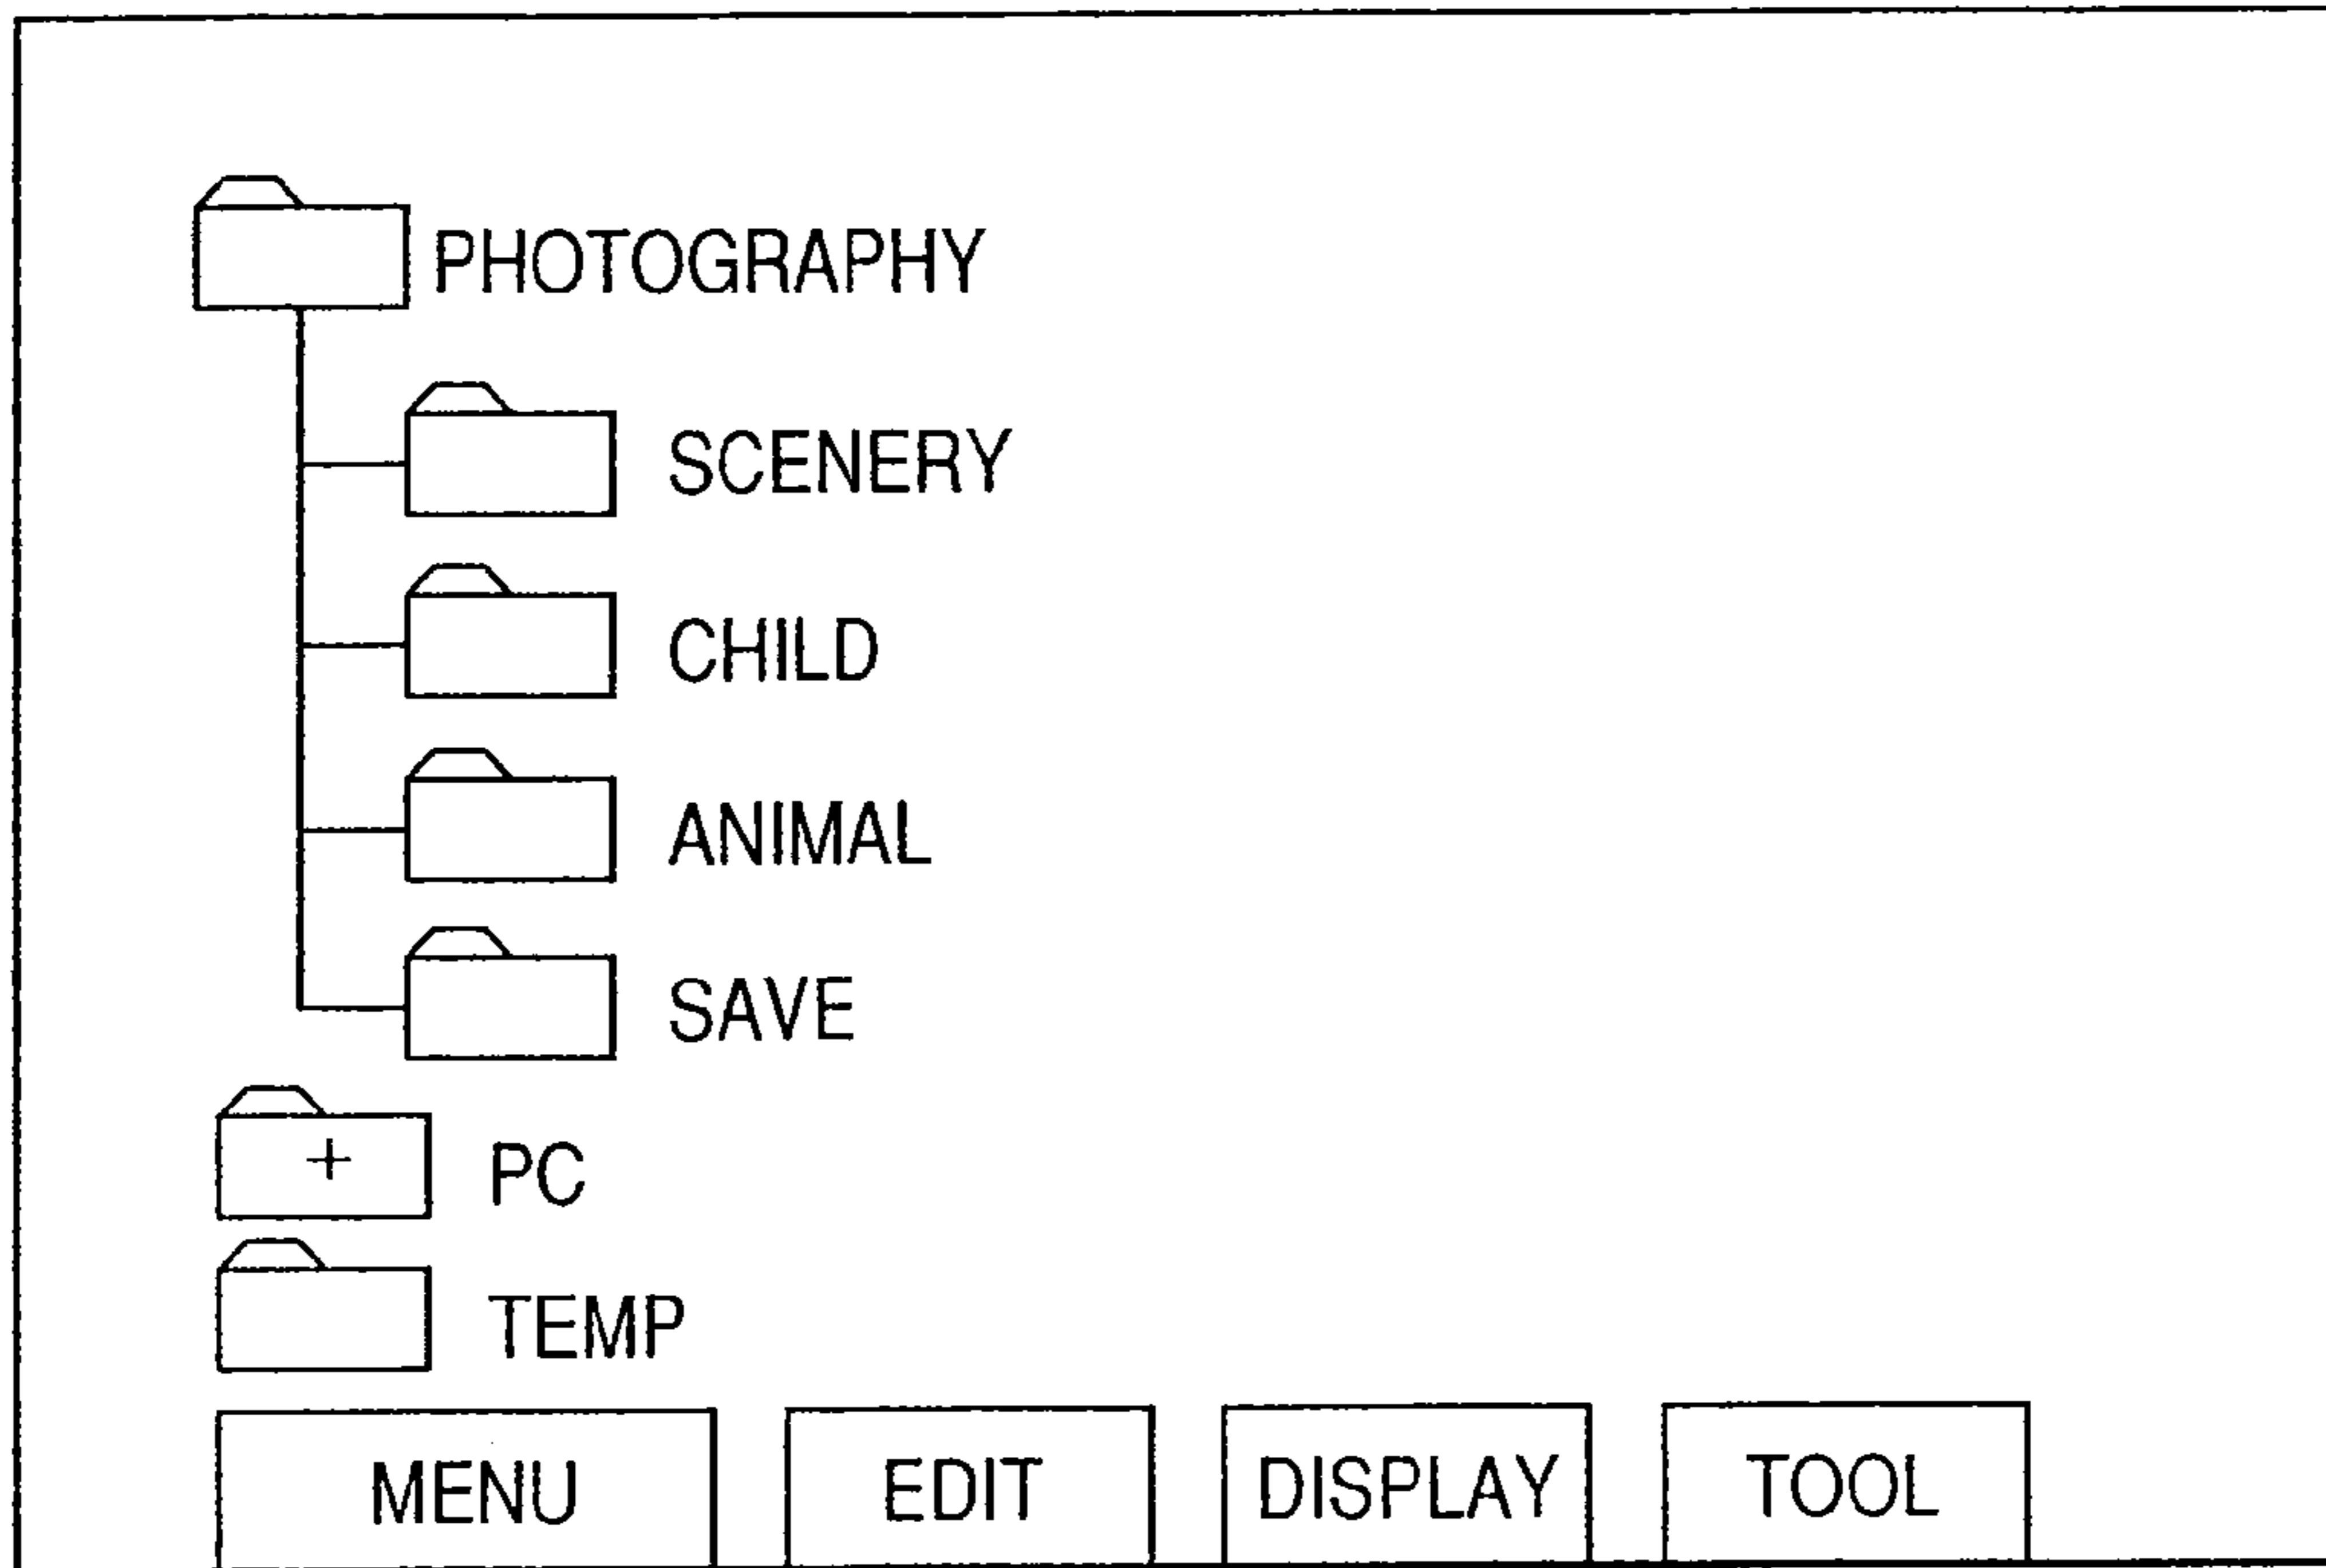 PHOTOGRAPHY
SCENERY
CHILD
ANIMAL
SAVE
+ PC
TEMP
MENU EDIT DISPLAY TOOL